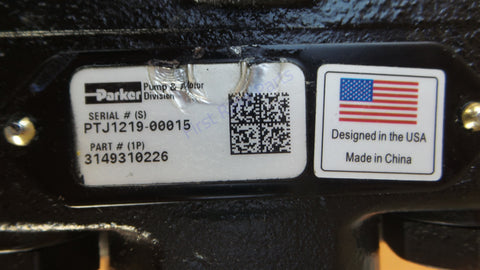 Parker Pump & Motor
Division
SERIAL # (S)
PTJ1219-00015
PART # (1P)
3149310226
Designed in the USA
Made in China